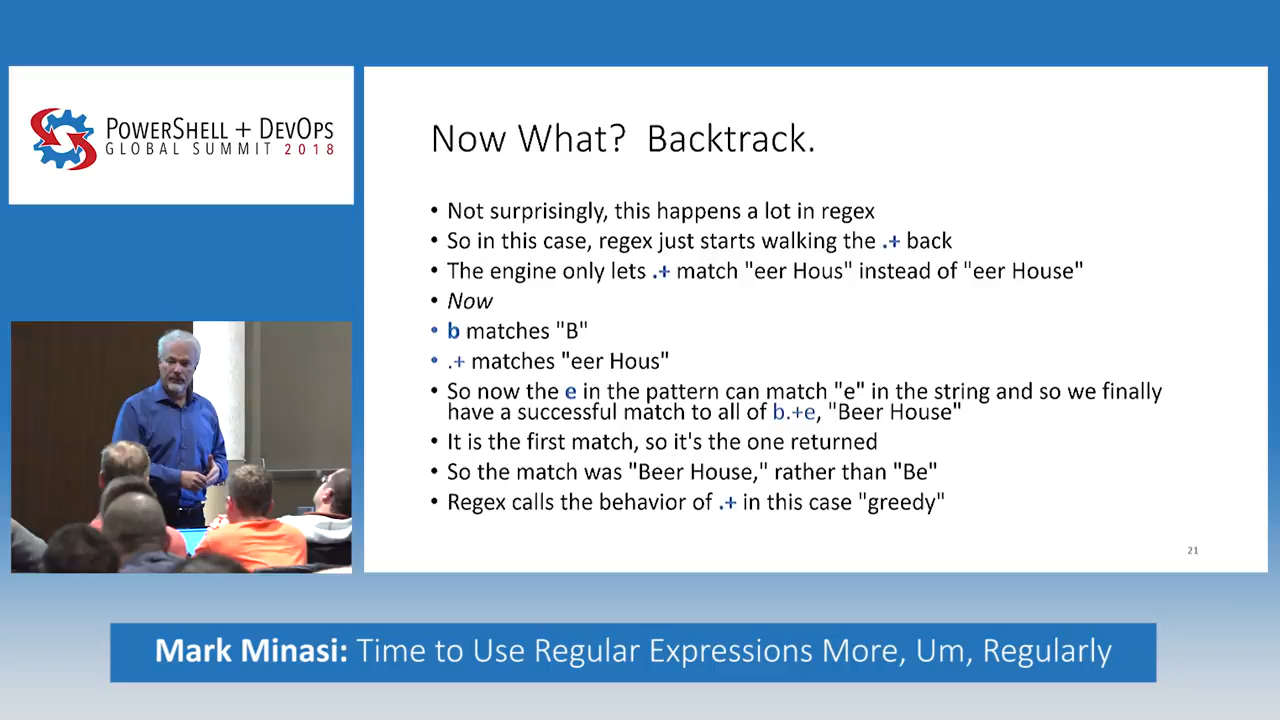 POWERSHELL + DEVOPS
GLOBAL SUMMIT 2018
Now What?  Backtrack.
• Not surprisingly, this happens a lot in regex
• So in this case, regex just starts walking the .+ back
• The engine only lets .+ match "eer Hous" instead of "eer House"
• Now
• b matches "B"
• .+ matches "eer Hous"
• So now the e in the pattern can match "e" in the string and so we finally
have a successful match to all of b.+e, "Beer House"
• It is the first match, so it's the one returned
• So the match was "Beer House," rather than "Be"
• Regex calls the behavior of .+ in this case "greedy"
21
Mark Minasi: Time to Use Regular Expressions More, Um, Regularly